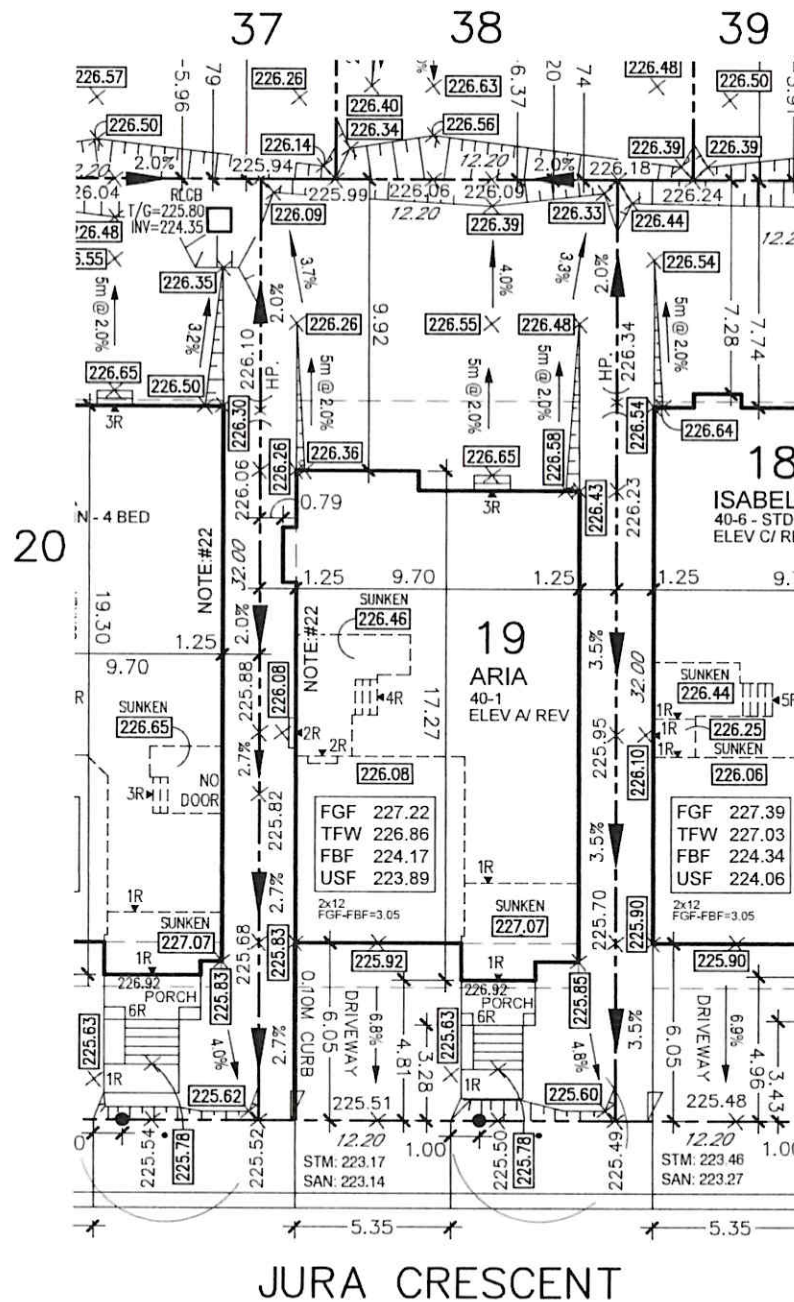 37 38 39
226.57 226.26 226.63 226.48 226.50
5.96 79 226.40 6.37 20 74
226.50 226.14 226.34 226.56 226.39 226.39
2.0% 225.94 12.20 2.0% 226.18
226.04 RLCB 225.99 226.06 226.09 226.24
T/G=225.80 226.09 12.20 226.39 226.33 226.44
INV=224.35
226.48
226.35 3.7% 4.0% 3.3% 2.0% 226.54
5m @ 2.0% 3.2% 2.0% 9.92 5m @ 2.0% 7.28 7.74
226.10 226.26 226.55 226.48 226.34
226.65 HP. 5m @ 2.0% 5m @ 2.0% 5m @ 2.0% HP.
226.50
3R 226.30 226.54 226.64
226.26 226.36 226.65 226.58
226.06 3R 226.43 226.23
0.79
18
ISABEL
40-6 - STD
ELEV C/ R
20
N - 4 BED
NOTE:#22 32.00
1.25 9.70 1.25 1.25
19.30 2.0% SUNKEN 3.5% 32.00
226.46
1.25 NOTE:#22
9.70
19
ARIA
40-1
ELEV A/ REV
SUNKEN
226.65
225.88 226.08 4R 17.27 SUNKEN
226.44
1R 5R
2R 2R 225.95 1R 226.25
1R SUNKEN
2.7% 226.08 226.10 226.06
3R NO
DOOR
225.82
FGF 227.22
TFW 226.86
FBF 224.17
USF 223.89
2x12
FGF-FBF=3.05
FGF 227.39
TFW 227.03
FBF 224.34
USF 224.06
2x12
FGF-FBF=3.05
3.5%
1R 2.7% 1R
SUNKEN 225.68 SUNKEN 225.70
227.07 225.83 227.07 225.90
1R 225.92 1R 225.90
226.92 226.92
PORCH 225.83 PORCH 225.85
6R 0.10M CURB 6.05 DRIVEWAY 6.8% 4.81 3.28 6R 3.5% 6.05 DRIVEWAY 6.9% 4.96 3.43
225.63 4.0% 2.7% 225.63 4.8%
1R 225.62 1R 225.60
225.51 225.48
225.54 225.78 225.52 12.20 1.00 225.50 225.78 225.49 12.20 1.00
STM: 223.17
SAN: 223.14
STM: 223.46
SAN: 223.27
5.35 5.35
JURA CRESCENT